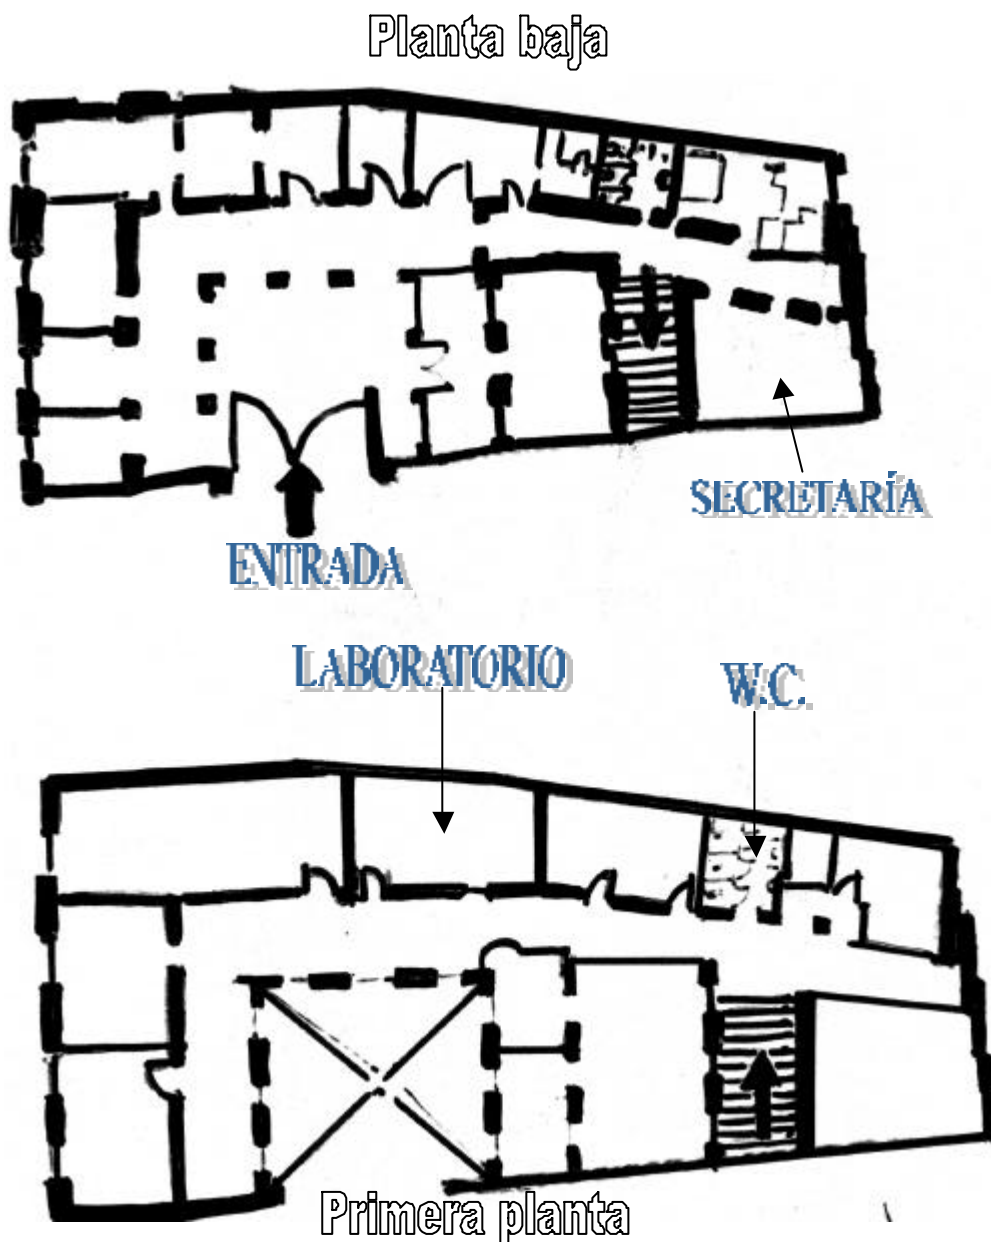 Planta baja
SECRETARÍA
ENTRADA
LABORATORIO
W.C.
Primera planta